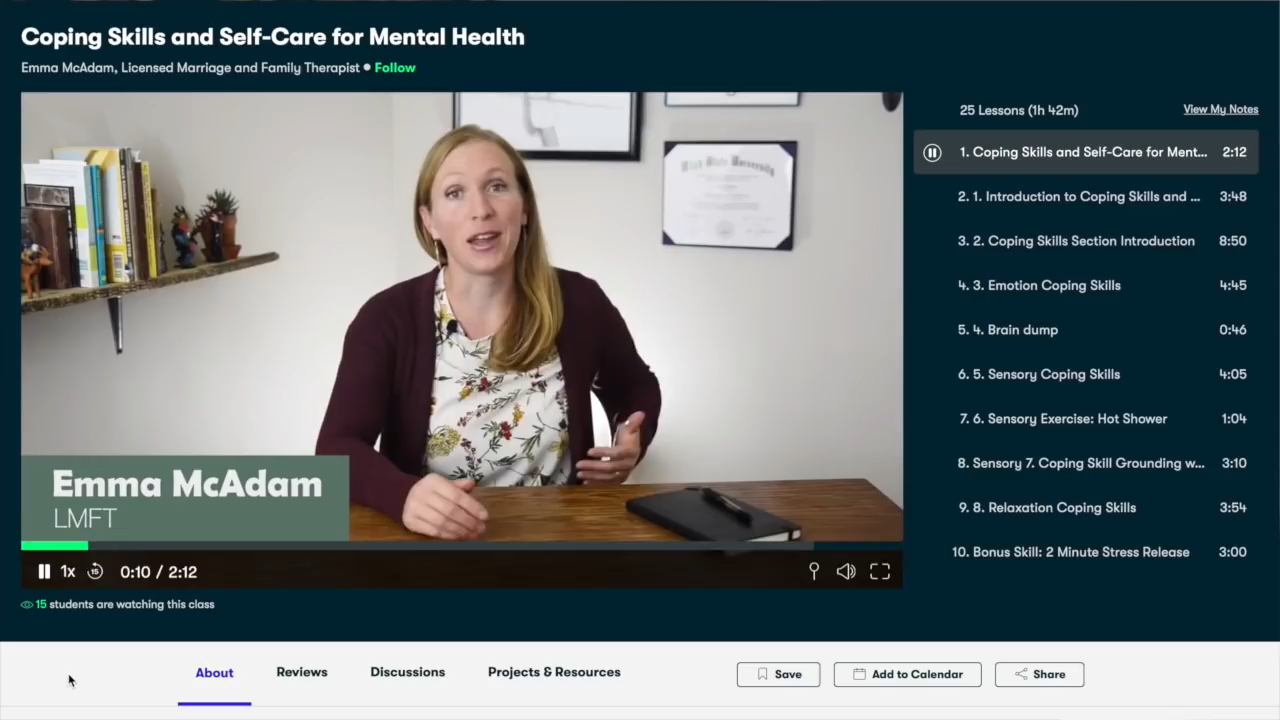 Coping Skills and Self-Care for Mental Health
Emma McAdam, Licensed Marriage and Family Therapist • Follow
25 Lessons (1h 42m)
View My Notes
1. Coping Skills and Self-Care for Ment... 2:12
2. 1. Introduction to Coping Skills and ... 3:48
3. 2. Coping Skills Section Introduction 8:50
4. 3. Emotion Coping Skills 4:45
5. 4. Brain dump 0:46
6. 5. Sensory Coping Skills 4:05
7. 6. Sensory Exercise: Hot Shower 1:04
8. Sensory 7. Coping Skill Grounding w... 3:10
9. 8. Relaxation Coping Skills 3:54
10. Bonus Skill: 2 Minute Stress Release 3:00
Emma McAdam
LMFT
1x 15 0:10 / 2:12
15 students are watching this class
About Reviews Discussions Projects & Resources Save Add to Calendar Share